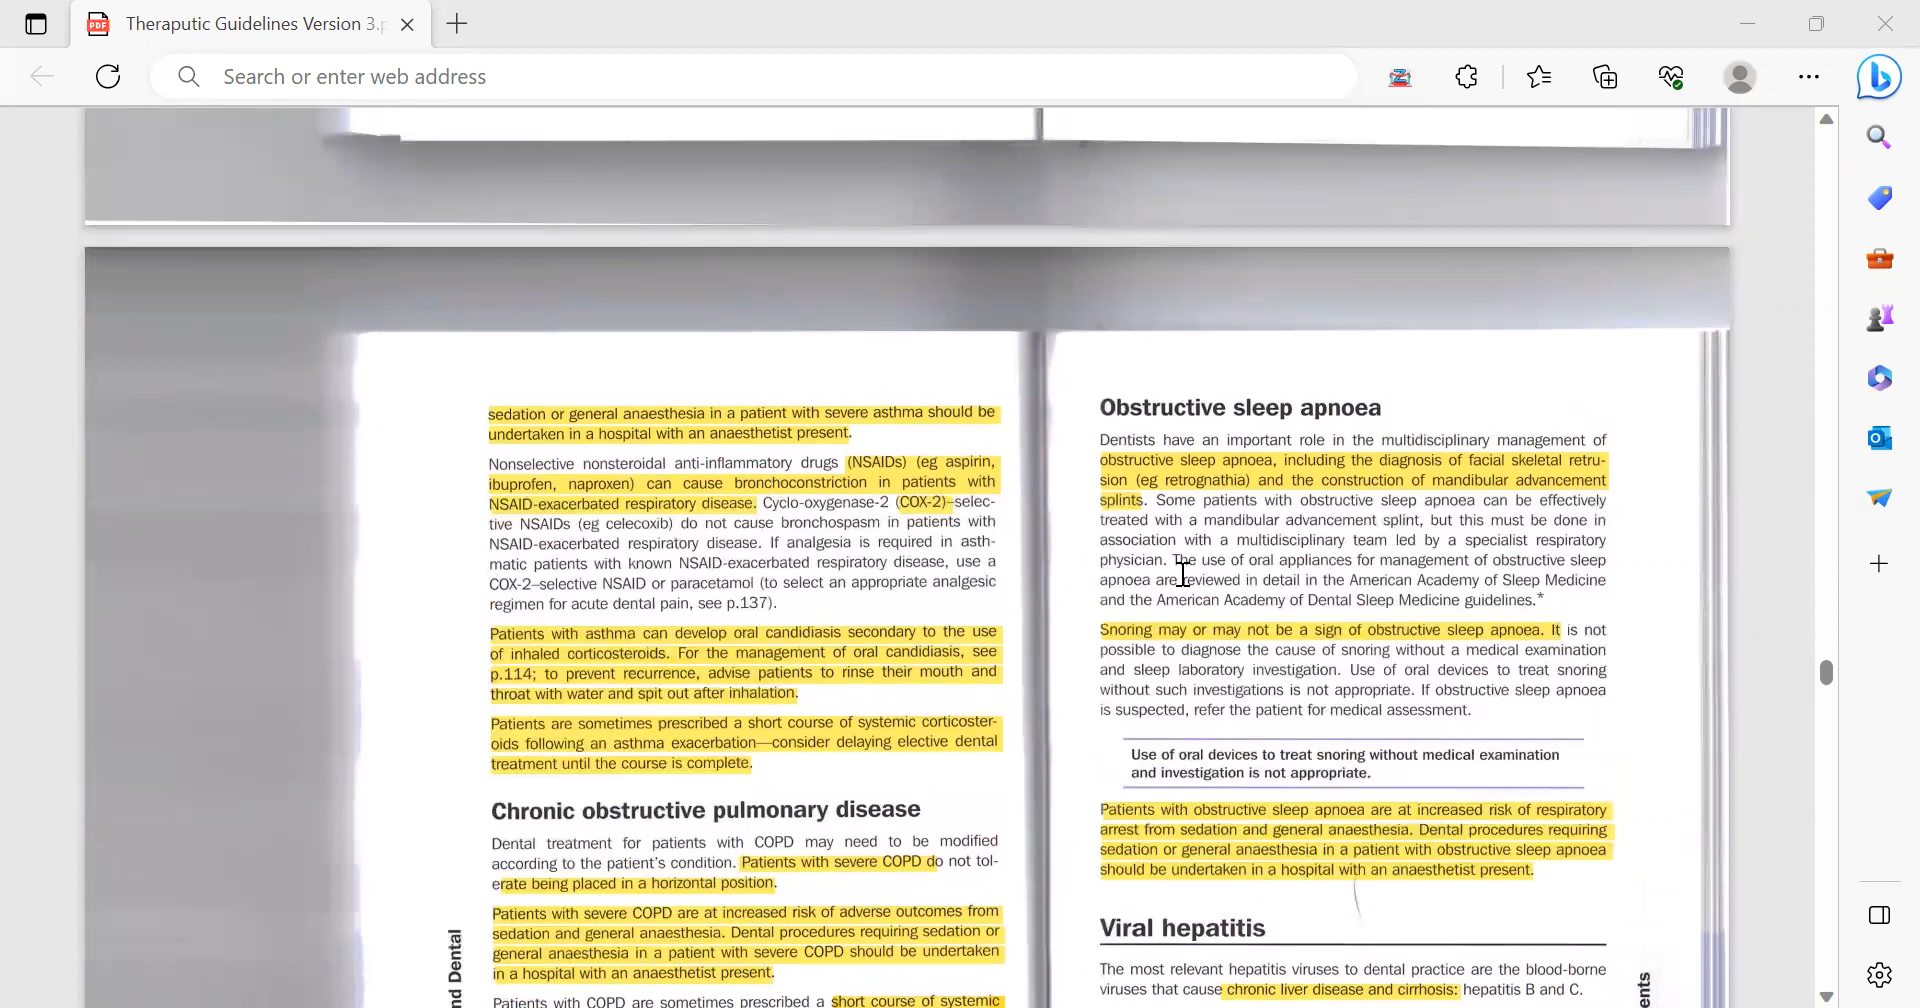 Theraputic Guidelines Version 3.p
Search or enter web address
sedation or general anaesthesia in a patient with severe asthma should be
undertaken in a hospital with an anaesthetist present.
Nonselective nonsteroidal anti-inflammatory drugs (NSAIDs) (eg aspirin,
ibuprofen, naproxen) can cause bronchoconstriction in patients with
NSAID-exacerbated respiratory disease. Cyclo-oxygenase-2 (COX-2)–selec-
tive NSAIDs (eg celecoxib) do not cause bronchospasm in patients with
NSAID-exacerbated respiratory disease. If analgesia is required in asth-
matic patients with known NSAID-exacerbated respiratory disease, use a
COX-2–selective NSAID or paracetamol (to select an appropriate analgesic
regimen for acute dental pain, see p.137).
Patients with asthma can develop oral candidiasis secondary to the use
of inhaled corticosteroids. For the management of oral candidiasis, see
p.114; to prevent recurrence, advise patients to rinse their mouth and
throat with water and spit out after inhalation.
Patients are sometimes prescribed a short course of systemic corticoster-
oids following an asthma exacerbation—consider delaying elective dental
treatment until the course is complete.
Chronic obstructive pulmonary disease
Dental treatment for patients with COPD may need to be modified
according to the patient's condition. Patients with severe COPD do not tol-
erate being placed in a horizontal position.
Patients with severe COPD are at increased risk of adverse outcomes from
sedation and general anaesthesia. Dental procedures requiring sedation or
general anaesthesia in a patient with severe COPD should be undertaken
in a hospital with an anaesthetist present.
Patients with COPD are sometimes prescribed a short course of systemic
nd Dental
Obstructive sleep apnoea
Dentists have an important role in the multidisciplinary management of
obstructive sleep apnoea, including the diagnosis of facial skeletal retru-
sion (eg retrognathia) and the construction of mandibular advancement
splints. Some patients with obstructive sleep apnoea can be effectively
treated with a mandibular advancement splint, but this must be done in
association with a multidisciplinary team led by a specialist respiratory
physician. The use of oral appliances for management of obstructive sleep
apnoea are reviewed in detail in the American Academy of Sleep Medicine
and the American Academy of Dental Sleep Medicine guidelines.*
Snoring may or may not be a sign of obstructive sleep apnoea. It is not
possible to diagnose the cause of snoring without a medical examination
and sleep laboratory investigation. Use of oral devices to treat snoring
without such investigations is not appropriate. If obstructive sleep apnoea
is suspected, refer the patient for medical assessment.
Use of oral devices to treat snoring without medical examination
and investigation is not appropriate.
Patients with obstructive sleep apnoea are at increased risk of respiratory
arrest from sedation and general anaesthesia. Dental procedures requiring
sedation or general anaesthesia in a patient with obstructive sleep apnoea
should be undertaken in a hospital with an anaesthetist present.
Viral hepatitis
The most relevant hepatitis viruses to dental practice are the blood-borne
viruses that cause chronic liver disease and cirrhosis: hepatitis B and C.
ents